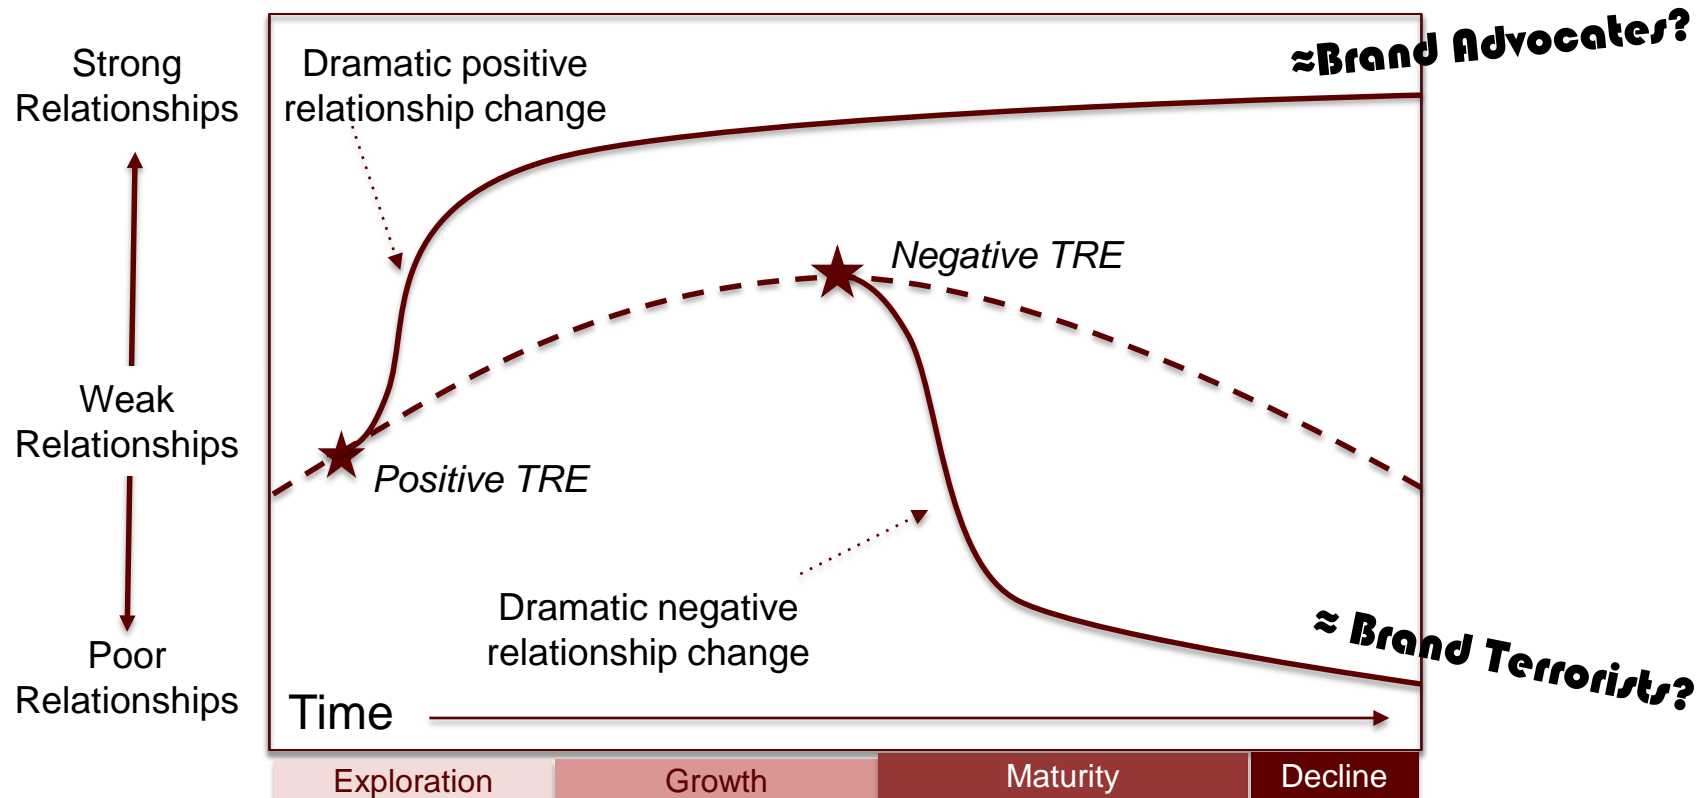 ≈Brand Advocates?
Strong
Relationships
Dramatic positive
relationship change
Negative TRE
Weak
Relationships
Positive TRE
Dramatic negative
relationship change
≈ Brand Terrorists?
Poor
Relationships
Time
Exploration
Growth
Maturity
Decline